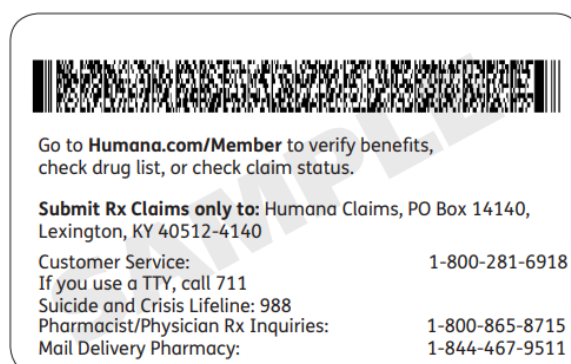 Go to Humana.com/Member to verify benefits,
check drug list, or check claim status.
Submit Rx Claims only to: Humana Claims, PO Box 14140,
Lexington, KY 40512-4140
Customer Service: 1-800-281-6918
If you use a TTY, call 711
Suicide and Crisis Lifeline: 988
Pharmacist/Physician Rx Inquiries: 1-800-865-8715
Mail Delivery Pharmacy: 1-844-467-9511
SAMPLE